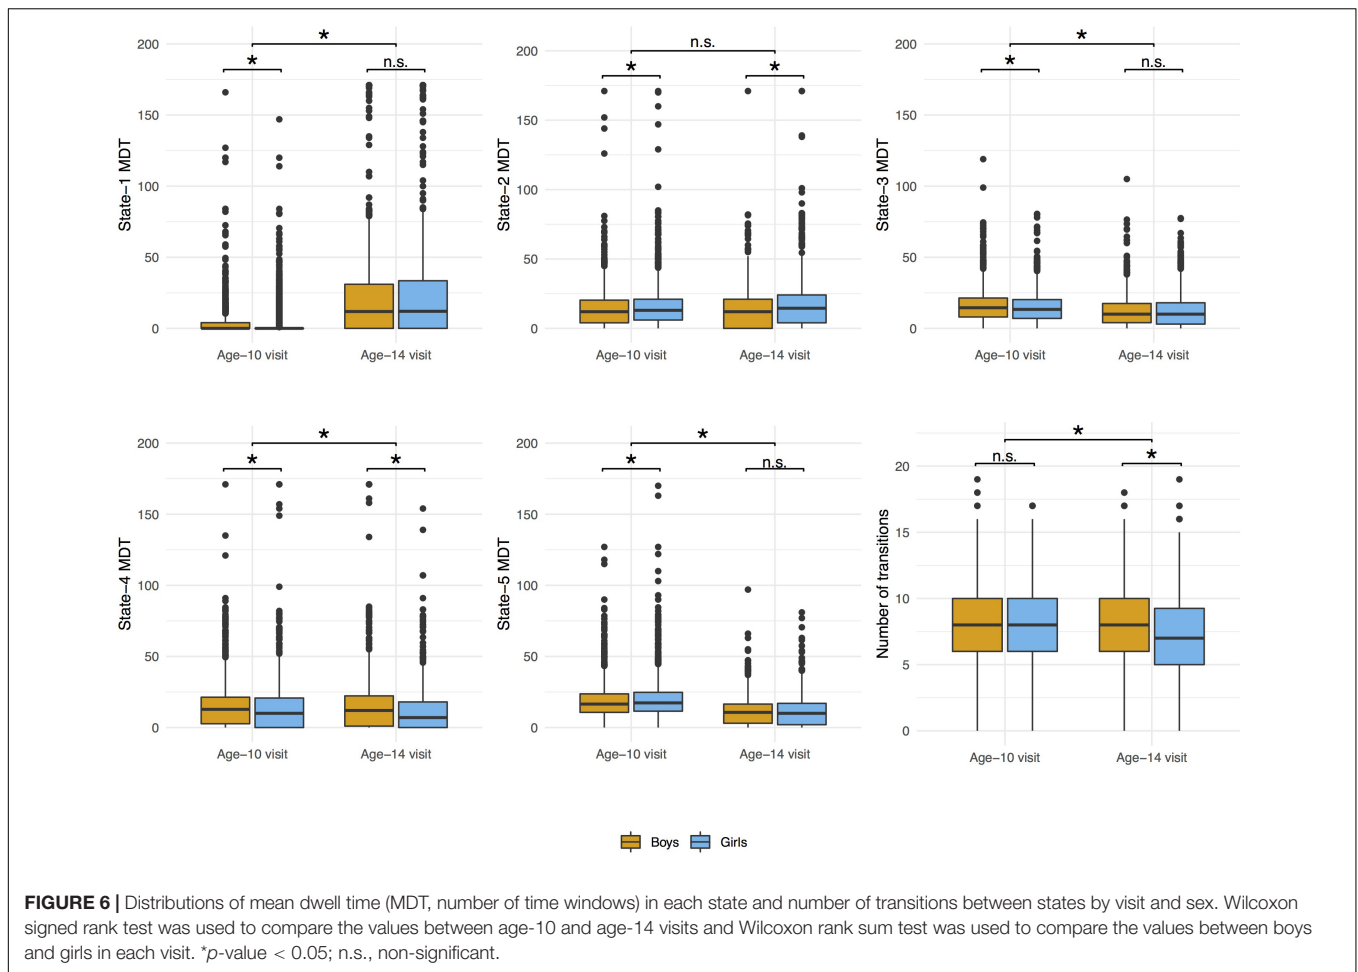 *
n.s.
*
200
200
200
*
n.s.
*
*
*
n.s.
150
150
150
State−1 MDT
State−2 MDT
State−3 MDT
100
100
100
50
50
50
0
0
0
Age−10 visit
Age−14 visit
Age−10 visit
Age−14 visit
Age−10 visit
Age−14 visit
*
*
*
200
200
*
*
*
n.s.
n.s.
*
20
150
150
15
State−4 MDT
State−5 MDT
Number of transitions
100
100
10
50
50
5
0
0
0
Age−10 visit
Age−14 visit
Age−10 visit
Age−14 visit
Age−10 visit
Age−14 visit
Boys
Girls
FIGURE 6 | Distributions of mean dwell time (MDT, number of time windows) in each state and number of transitions between states by visit and sex. Wilcoxon
signed rank test was used to compare the values between age-10 and age-14 visits and Wilcoxon rank sum test was used to compare the values between boys
and girls in each visit. *p-value < 0.05; n.s., non-significant.